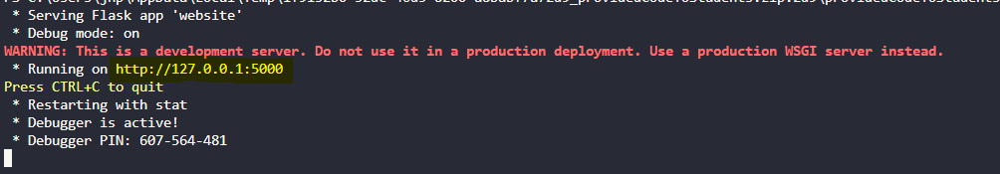 * Serving Flask app 'website'
* Debug mode: on
WARNING: This is a development server. Do not use it in a production deployment. Use a production WSGI server instead.
* Running on http://127.0.0.1:5000
Press CTRL+C to quit
* Restarting with stat
* Debugger is active!
* Debugger PIN: 607-564-481